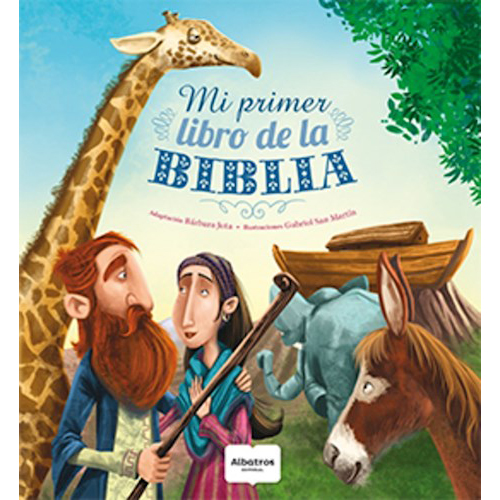 Mi primer
libro de la
BIBLIA
Adaptación Bárbara Jota • Ilustraciones Gabriel San Martín
Albatros
EDITORIAL